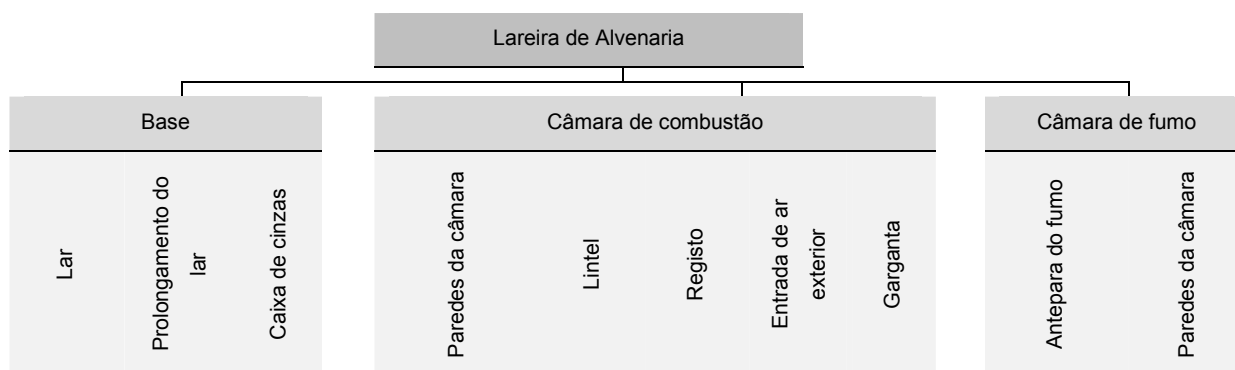 Lareira de Alvenaria
Base
Câmara de combustão
Câmara de fumo
Lar
Prolongamento do
lar
Caixa de cinzas
Paredes da câmara
Lintel
Registo
Entrada de ar
exterior
Garganta
Antepara do fumo
Paredes da câmara